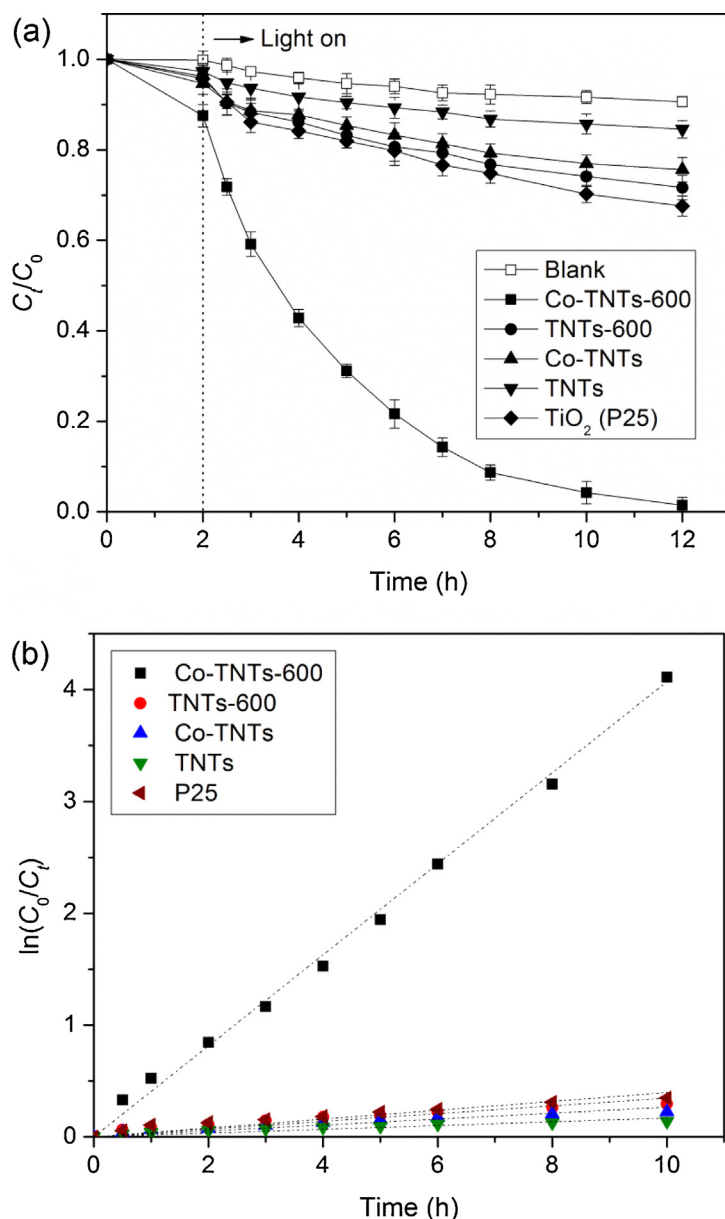 (a)
Light on
1.0
0.8
0.6
0.4
0.2
0.0
Cₜ/C₀
Blank
Co-TNTs-600
TNTs-600
Co-TNTs
TNTs
TiO₂ (P25)
0 2 4 6 8 10 12
Time (h)
(b)
4
3
2
1
0
ln(C₀/Cₜ)
Co-TNTs-600
TNTs-600
Co-TNTs
TNTs
P25
0 2 4 6 8 10
Time (h)